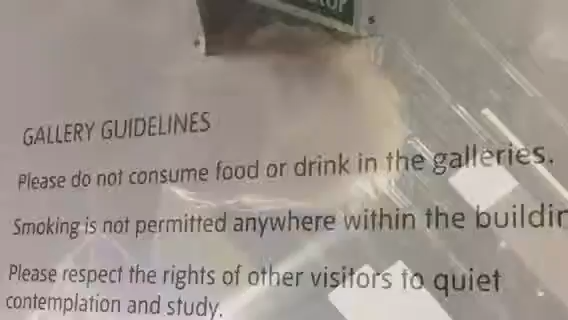 GALLERY GUIDELINES
Please do not consume food or drink in the galleries.
Smoking is not permitted anywhere within the buildin
Please respect the rights of other visitors to quiet
contemplation and study.